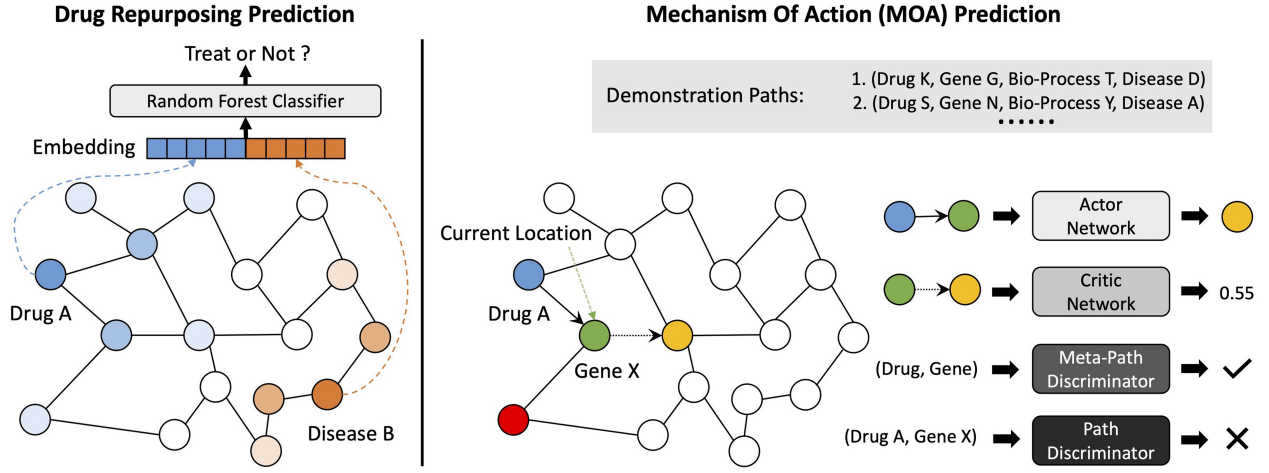 Drug Repurposing Prediction
Treat or Not ?
Random Forest Classifier
Embedding
Drug A
Disease B
Mechanism Of Action (MOA) Prediction
Demonstration Paths:
1. (Drug K, Gene G, Bio-Process T, Disease D)
2. (Drug S, Gene N, Bio-Process Y, Disease A)
......
Current Location
Drug A
Gene X
Actor
Network
Critic
Network
0.55
(Drug, Gene)
Meta-Path
Discriminator
(Drug A, Gene X)
Path
Discriminator